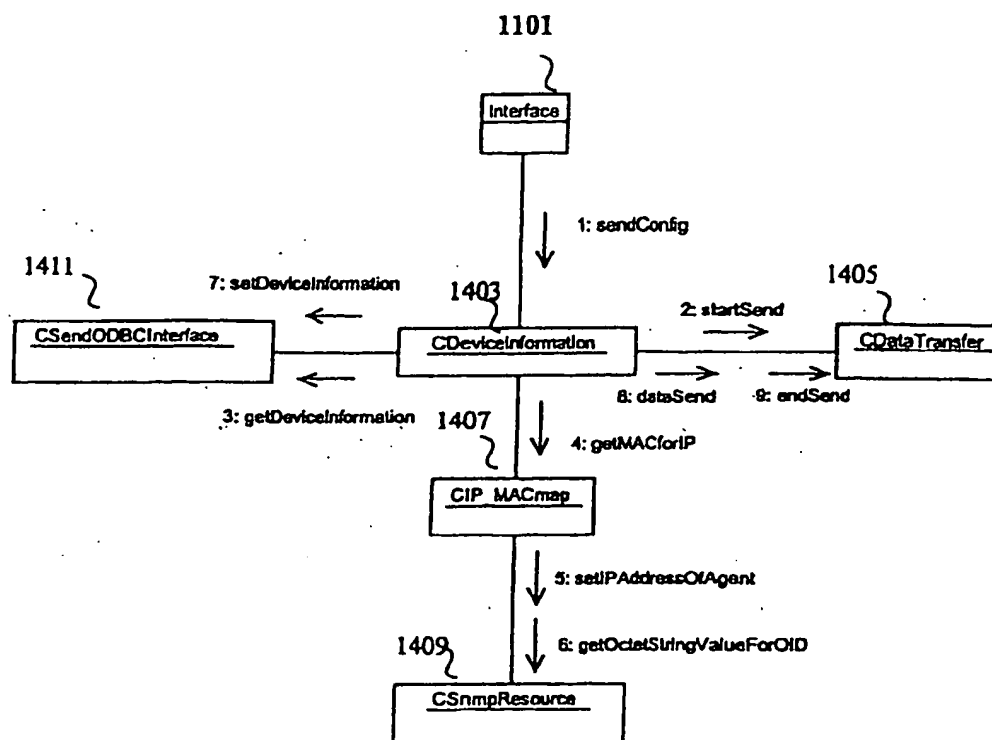 1101
Interface
1: sendConfig
1411
7: setDeviceInformation
1403
1405
2: startSend
CSendODBCInterface
CDeviceInformation
CDataTransfer
3: getDeviceInformation
8: dataSend
9: endSend
1407
4: getMACforIP
CIP_MACmap
5: setIPAddressOfAgent
6: getOctetStringValueForOID
1409
CSnmpResource